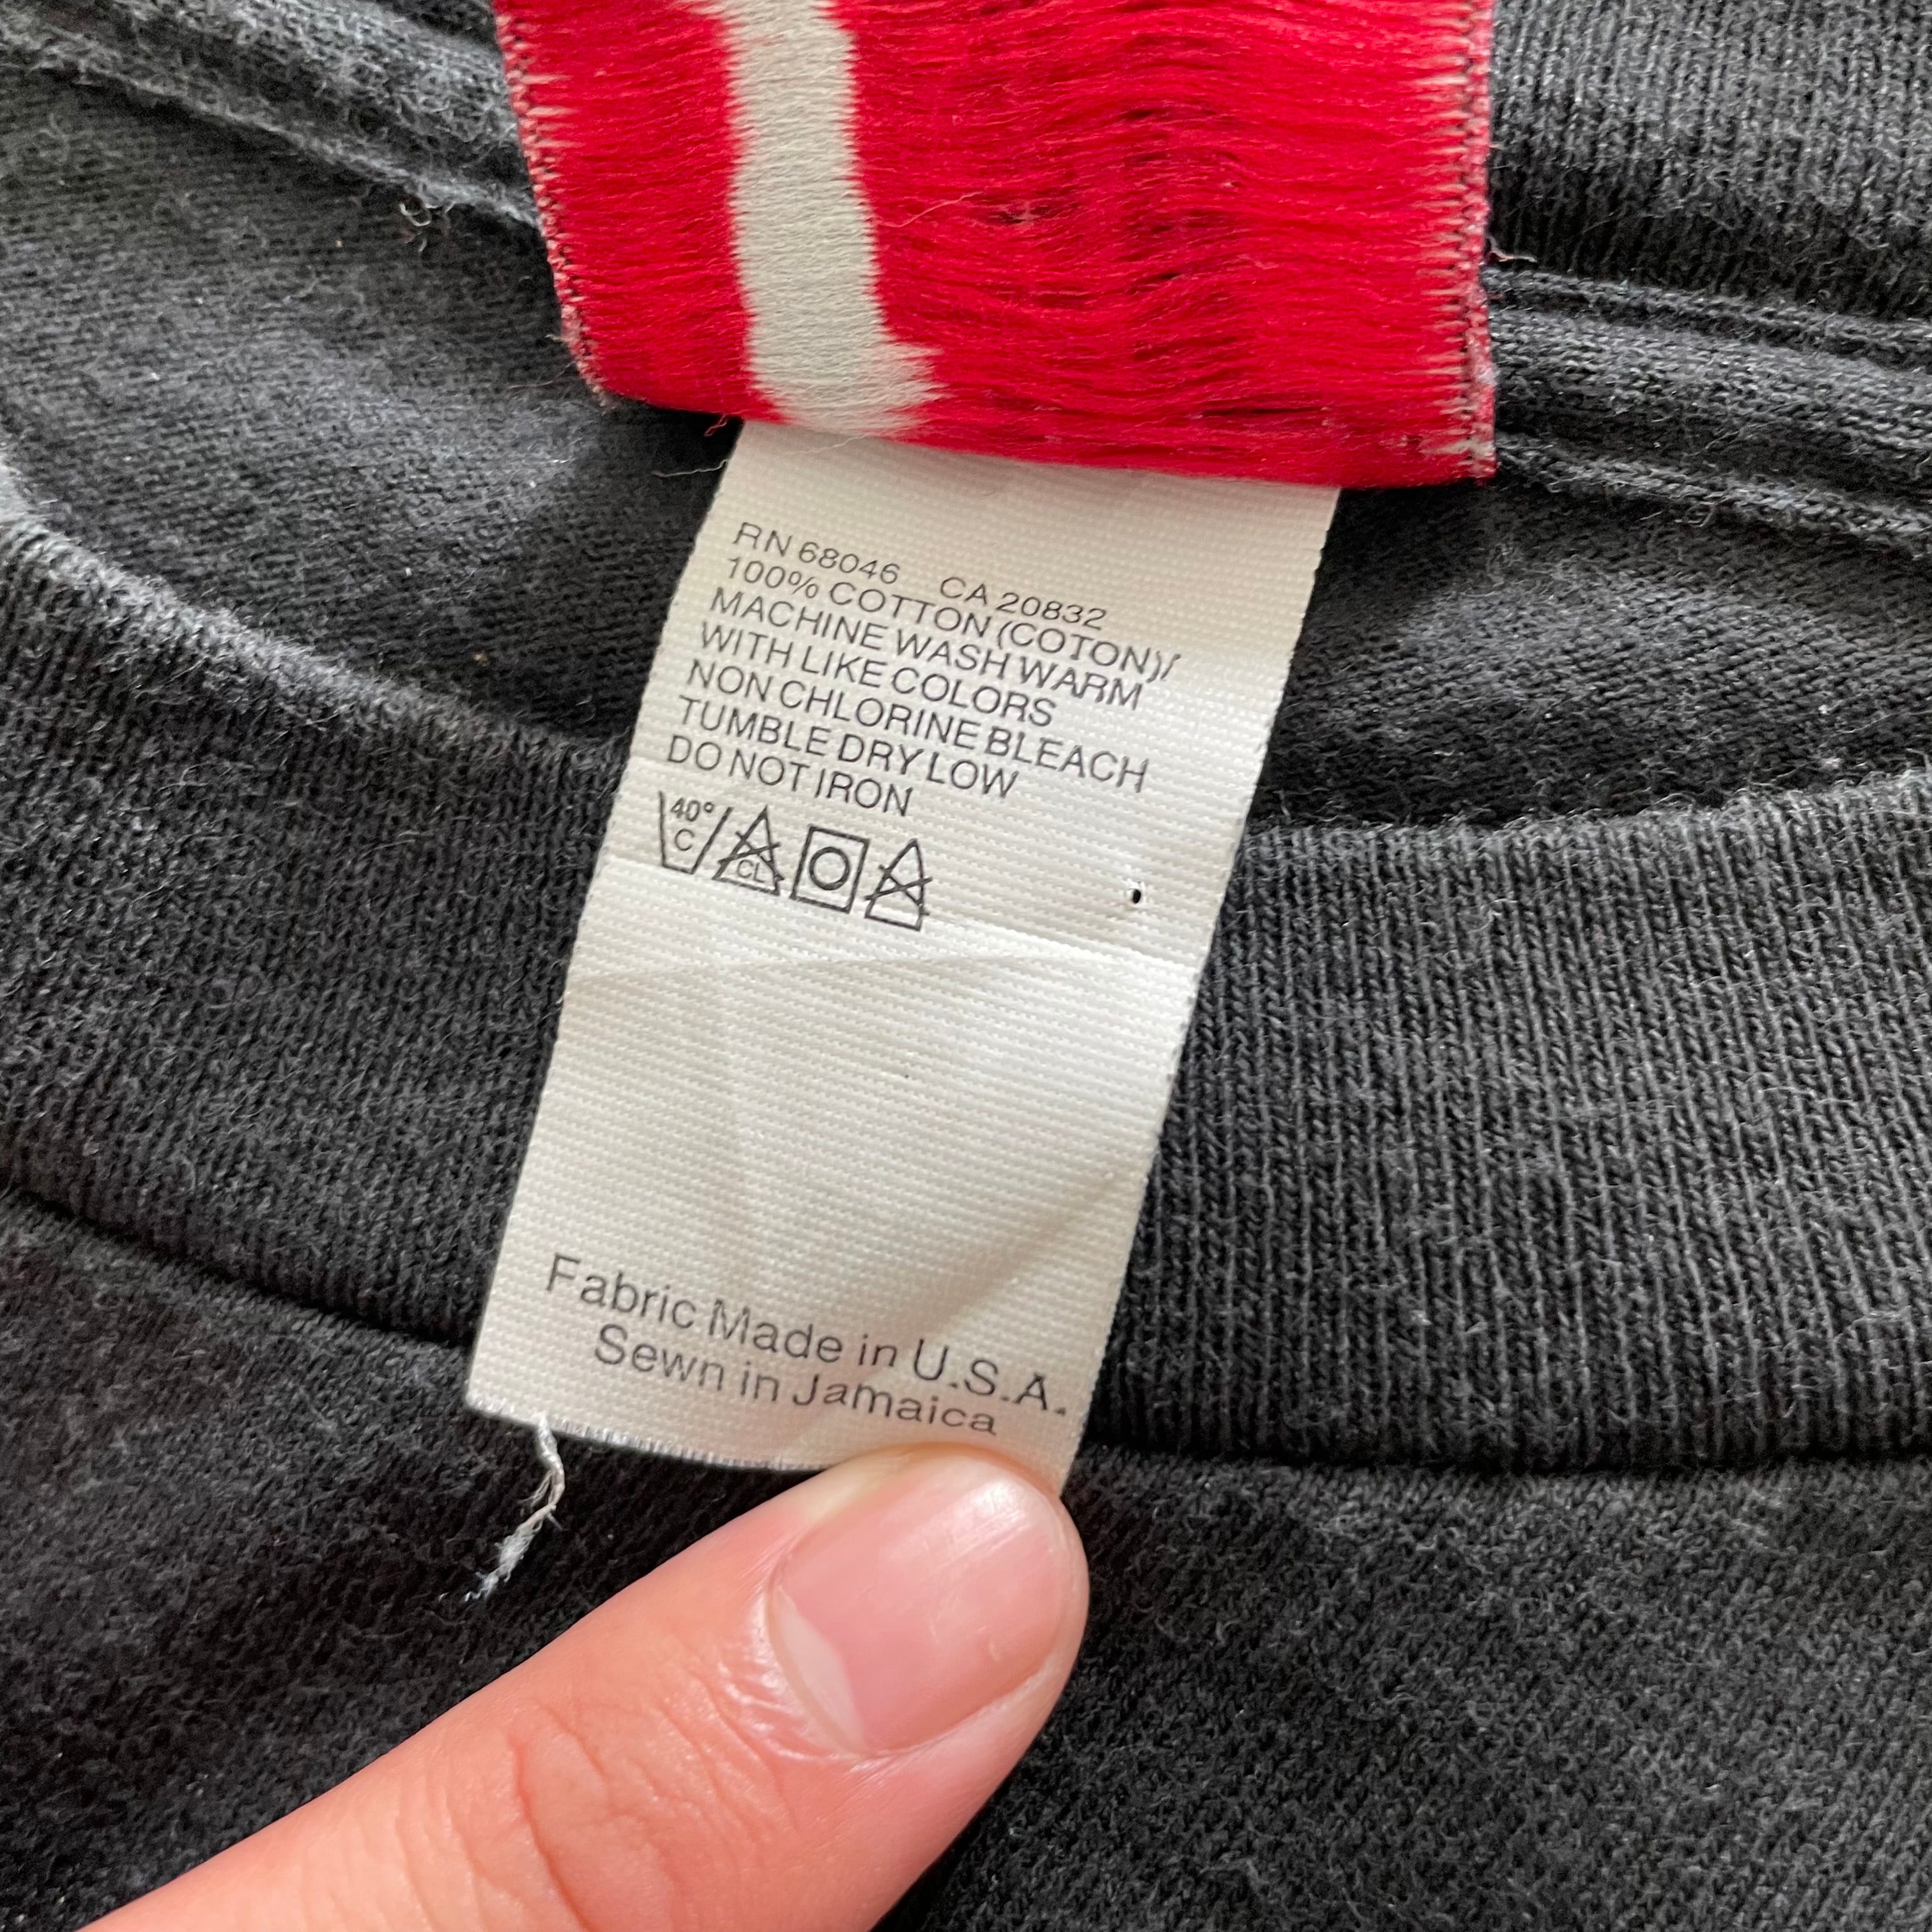 RN 68046 CA 20832
100% COTTON (COTON)/
MACHINE WASH WARM
WITH LIKE COLORS
NON CHLORINE BLEACH
TUMBLE DRY LOW
DO NOT IRON
40°
C
CL
Fabric Made in U.S.A.
Sewn in Jamaica